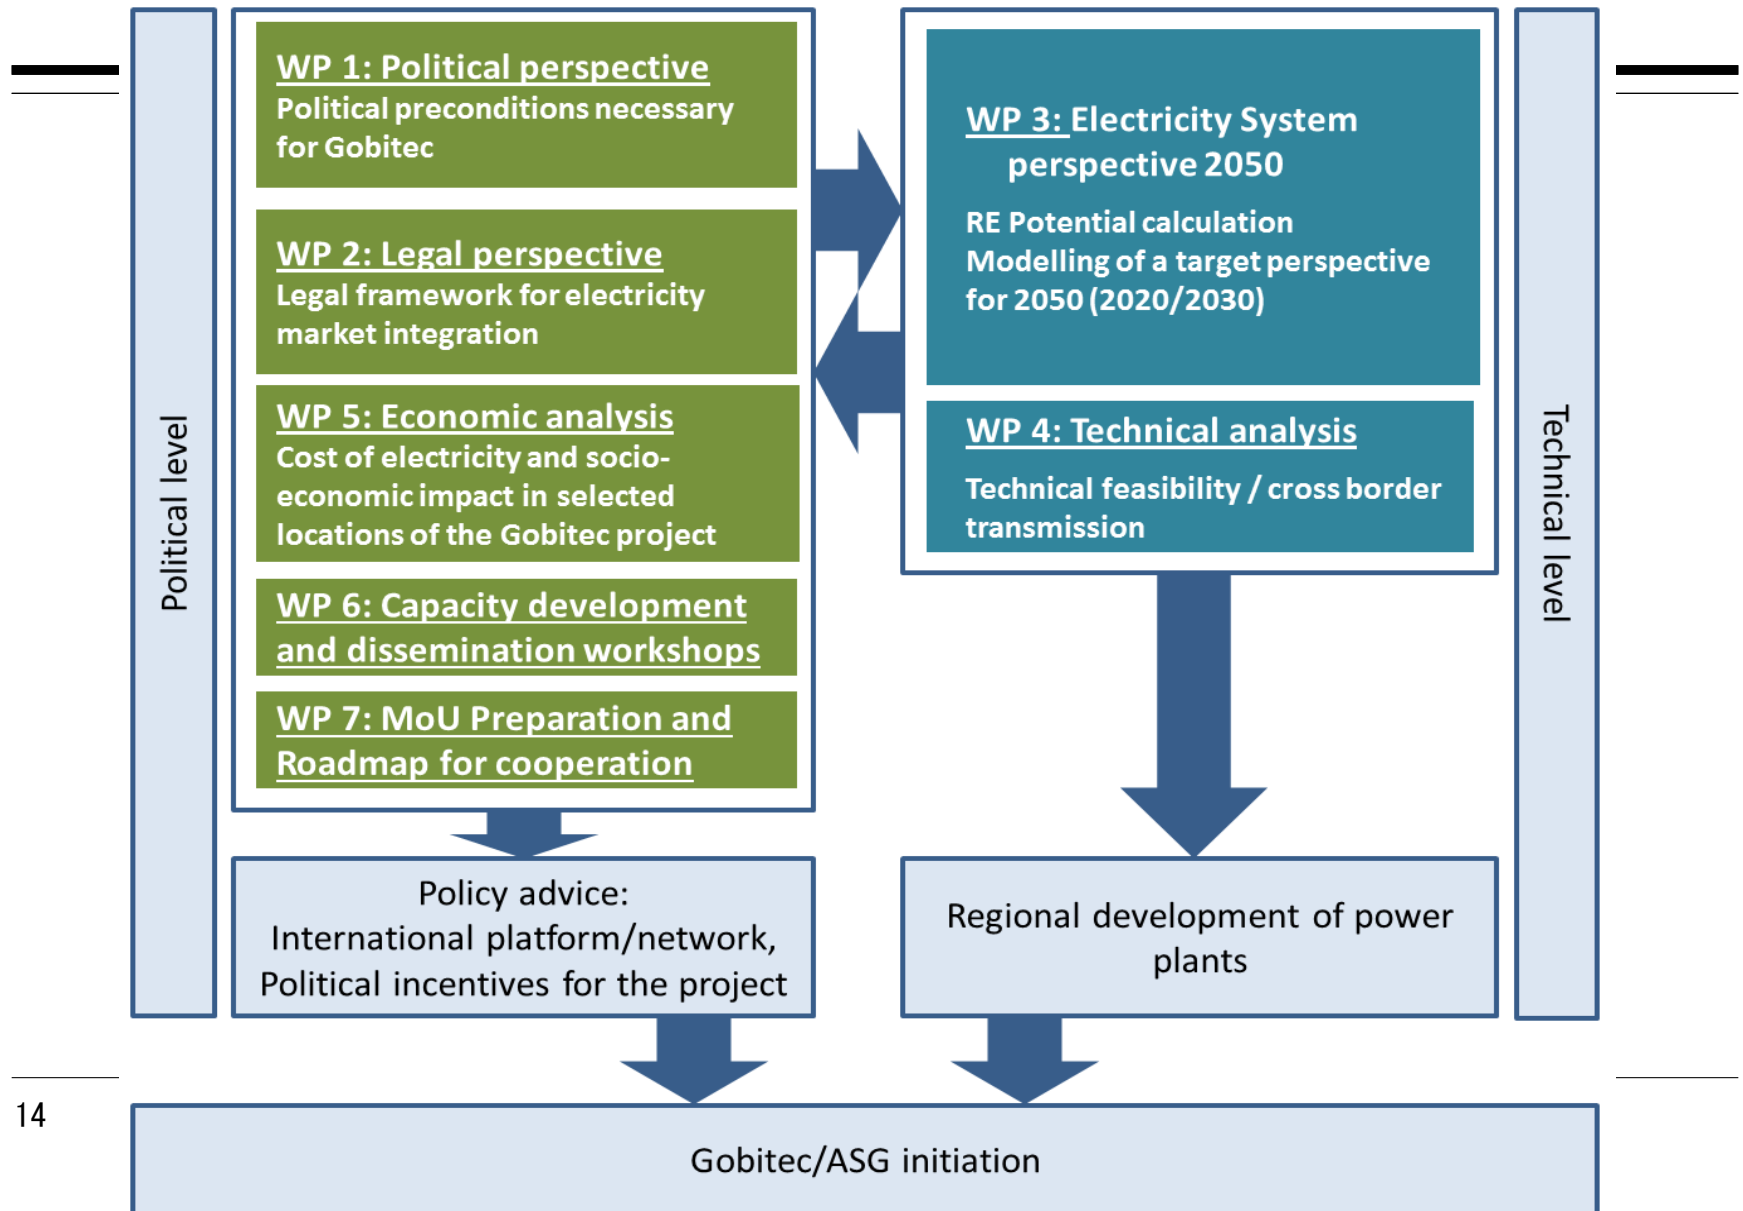 Political level
WP 1: Political perspective
Political preconditions necessary
for Gobitec
WP 2: Legal perspective
Legal framework for electricity
market integration
WP 5: Economic analysis
Cost of electricity and socio-
economic impact in selected
locations of the Gobitec project
WP 6: Capacity development
and dissemination workshops
WP 7: MoU Preparation and
Roadmap for cooperation
WP 3: Electricity System
perspective 2050
RE Potential calculation
Modelling of a target perspective
for 2050 (2020/2030)
WP 4: Technical analysis
Technical feasibility / cross border
transmission
Technical level
Policy advice:
International platform/network,
Political incentives for the project
Regional development of power
plants
14
Gobitec/ASG initiation